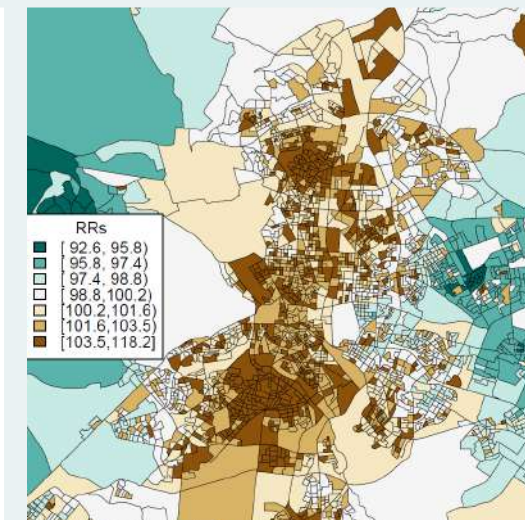 RRs
[ 92.6, 95.8)
[ 95.8, 97.4)
[ 97.4, 98.8)
[ 98.8,100.2)
[100.2,101.6)
[101.6,103.5)
[103.5,118.2]